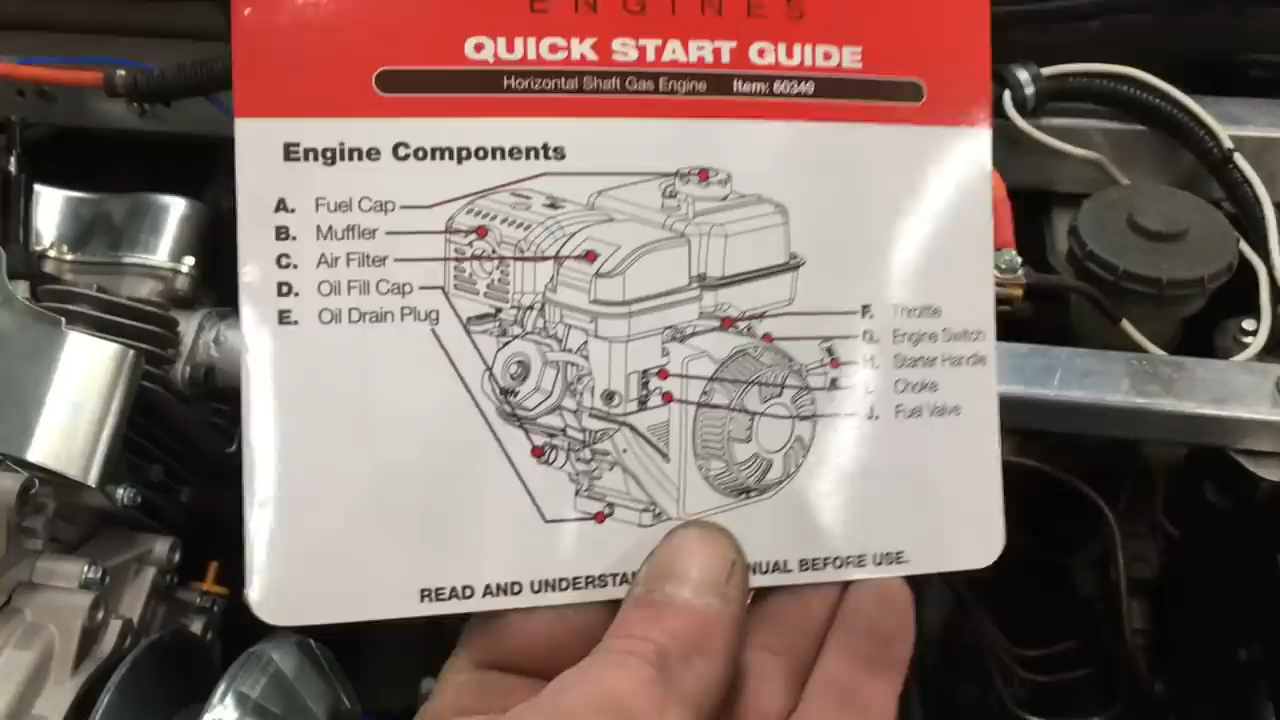 ENGINES
QUICK START GUIDE
Horizontal Shaft Gas Engine Item: 60349
Engine Components
A. Fuel Cap
B. Muffler
C. Air Filter
D. Oil Fill Cap
E. Oil Drain Plug
F. Throttle
G. Engine Switch
H. Starter Handle
Choke
J. Fuel Valve
READ AND UNDERSTA NUAL BEFORE USE.